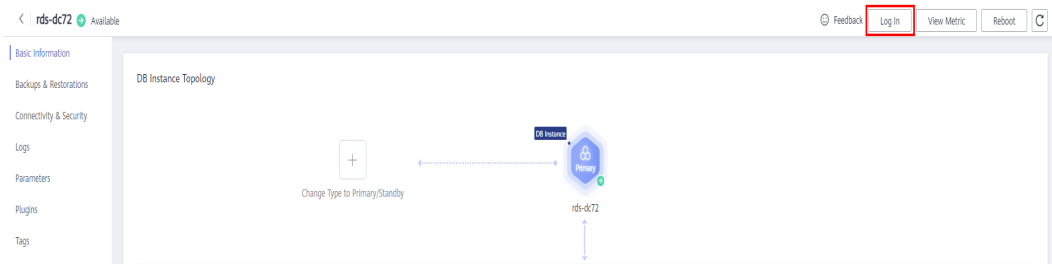 rds-dc72 Available
Feedback Log In View Metric Reboot
Basic Information
Backups & Restorations
Connectivity & Security
Logs
Parameters
Plugins
Tags
DB Instance Topology
DB Instance
Primary
Change Type to Primary/Standby
rds-dc72